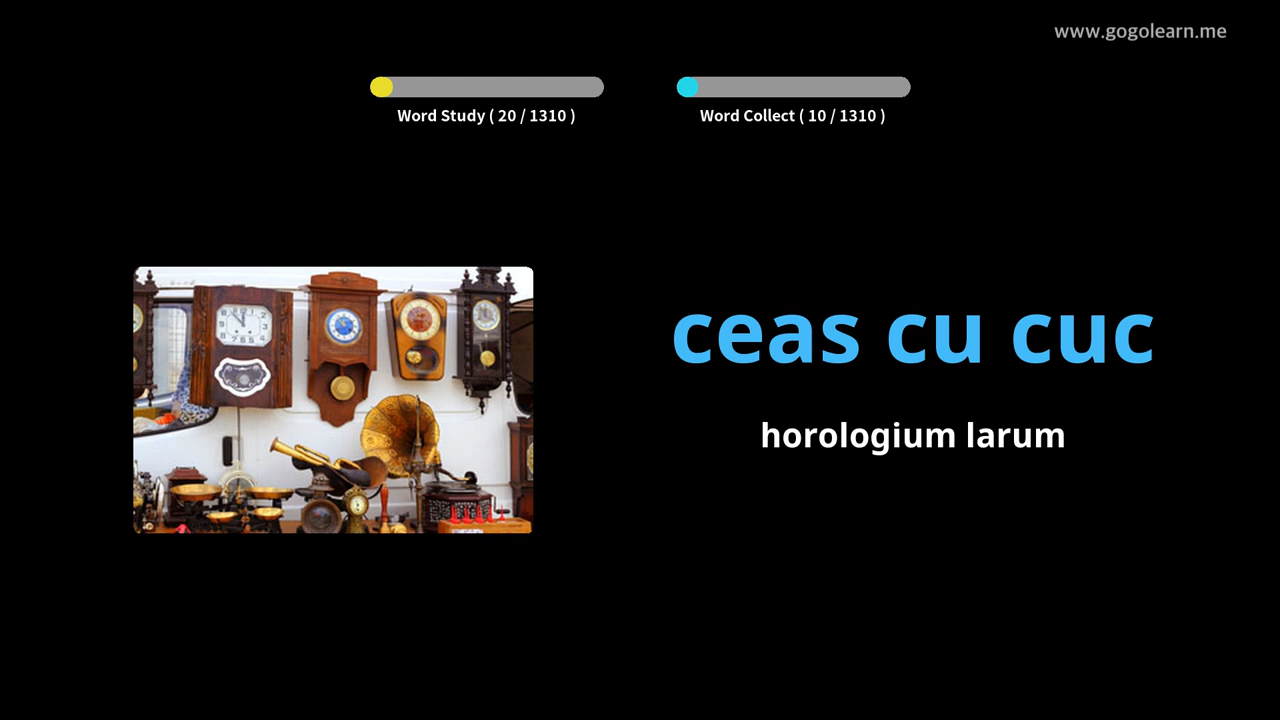 www.gogolearn.me
Word Study ( 20 / 1310 )
Word Collect ( 10 / 1310 )
ceas cu cuc
horologium larum